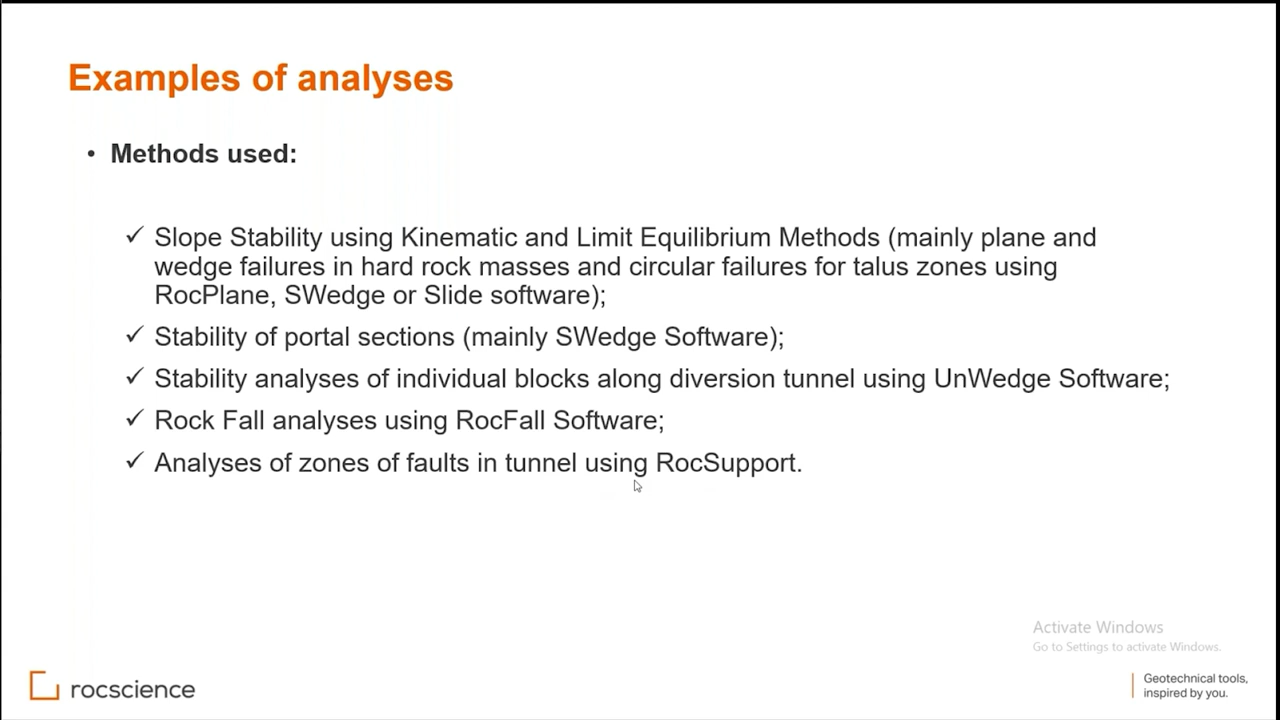 Examples of analyses
• Methods used:
✓ Slope Stability using Kinematic and Limit Equilibrium Methods (mainly plane and
wedge failures in hard rock masses and circular failures for talus zones using
RocPlane, SWedge or Slide software);
✓ Stability of portal sections (mainly SWedge Software);
✓ Stability analyses of individual blocks along diversion tunnel using UnWedge Software;
✓ Rock Fall analyses using RocFall Software;
✓ Analyses of zones of faults in tunnel using RocSupport.
Activate Windows
Go to Settings to activate Windows.
rocscience
Geotechnical tools,
inspired by you.